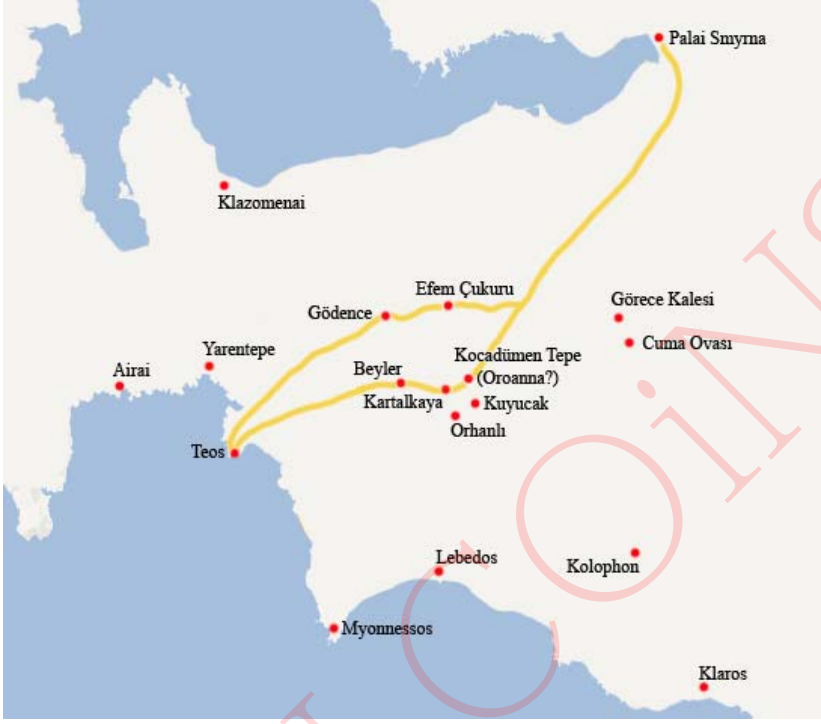 Palai Smyrna
Klazomenai
Efem Çukuru
Görece Kalesi
Gödence
Cuma Ovası
Yarentepe
Kocadümen Tepe
(Oroanna?)
Beyler
Airai
Kartalkaya
Kuyucak
Orhanlı
Teos
Lebedos
Kolophon
Myonnessos
Klaros
COiNS